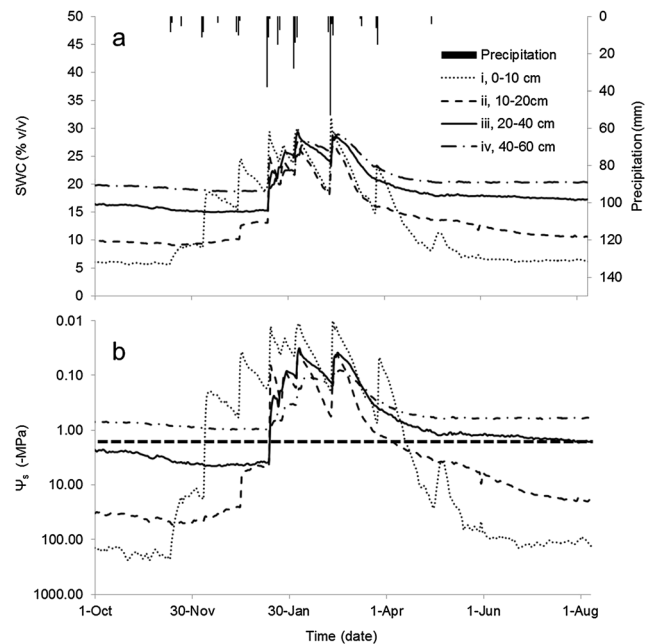 a
50
45
40
35
30
25
20
15
10
5
0
SWC (% v/v)
0
20
40
60
80
100
120
140
Precipitation (mm)
Precipitation
i, 0-10 cm
ii, 10-20cm
iii, 20-40 cm
iv, 40-60 cm
b
0.01
0.10
1.00
10.00
100.00
1000.00
Ψs (-MPa)
1-Oct
30-Nov
30-Jan
1-Apr
1-Jun
1-Aug
Time (date)